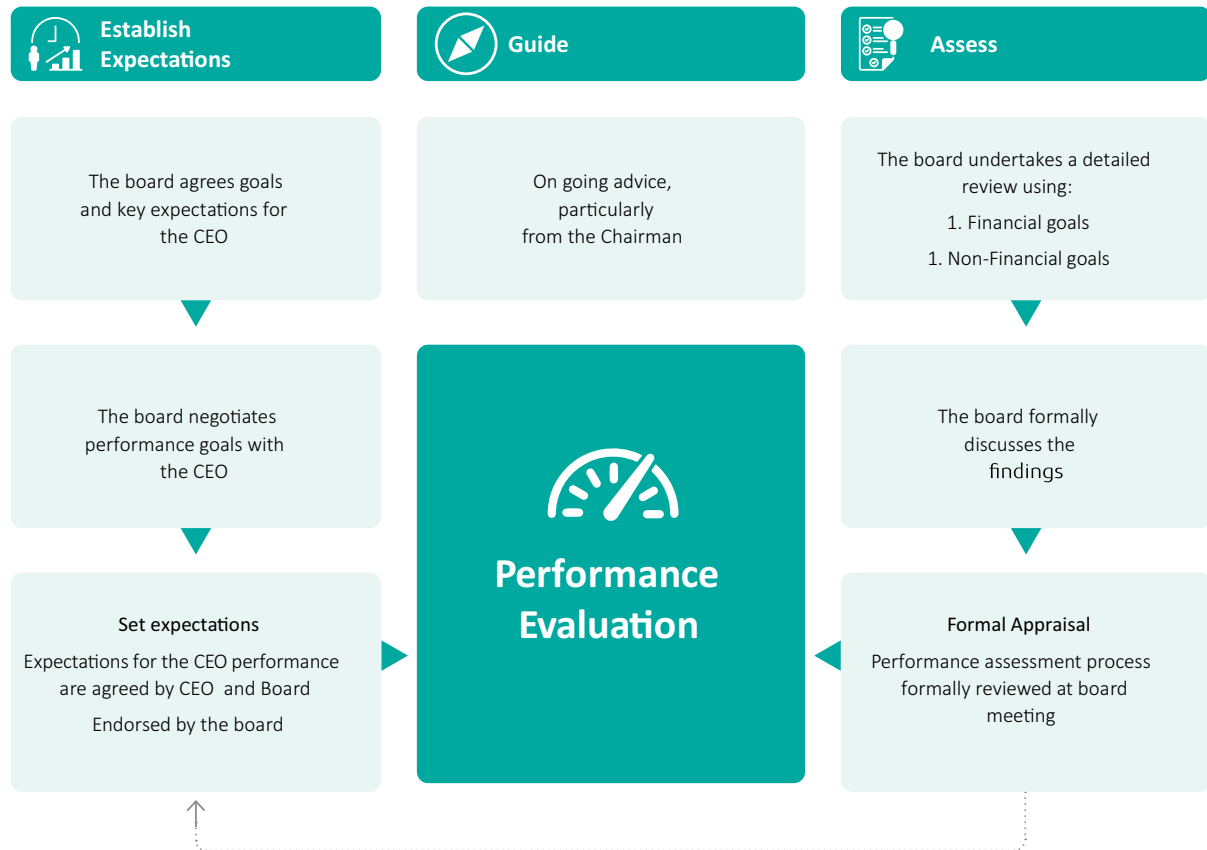 Establish
Expectations
The board agrees goals
and key expectations for
the CEO
The board negotiates
performance goals with
the CEO
Set expectations
Expectations for the CEO performance
are agreed by CEO and Board
Endorsed by the board
Guide
On going advice,
particularly
from the Chairman
Performance
Evaluation
Assess
The board undertakes a detailed
review using:
1. Financial goals
1. Non-Financial goals
The board formally
discusses the
findings
Formal Appraisal
Performance assessment process
formally reviewed at board
meeting